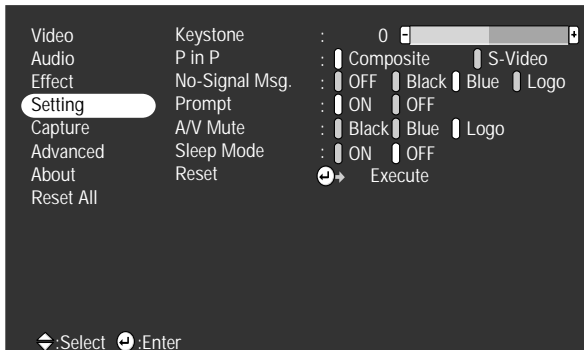 Video Keystone : 0 - +
Audio P in P : Composite S-Video
Effect No-Signal Msg. : OFF Black Blue Logo
Setting Prompt : ON OFF
Capture A/V Mute : Black Blue Logo
Advanced Sleep Mode : ON OFF
About Reset Execute
Reset All
:Select :Enter